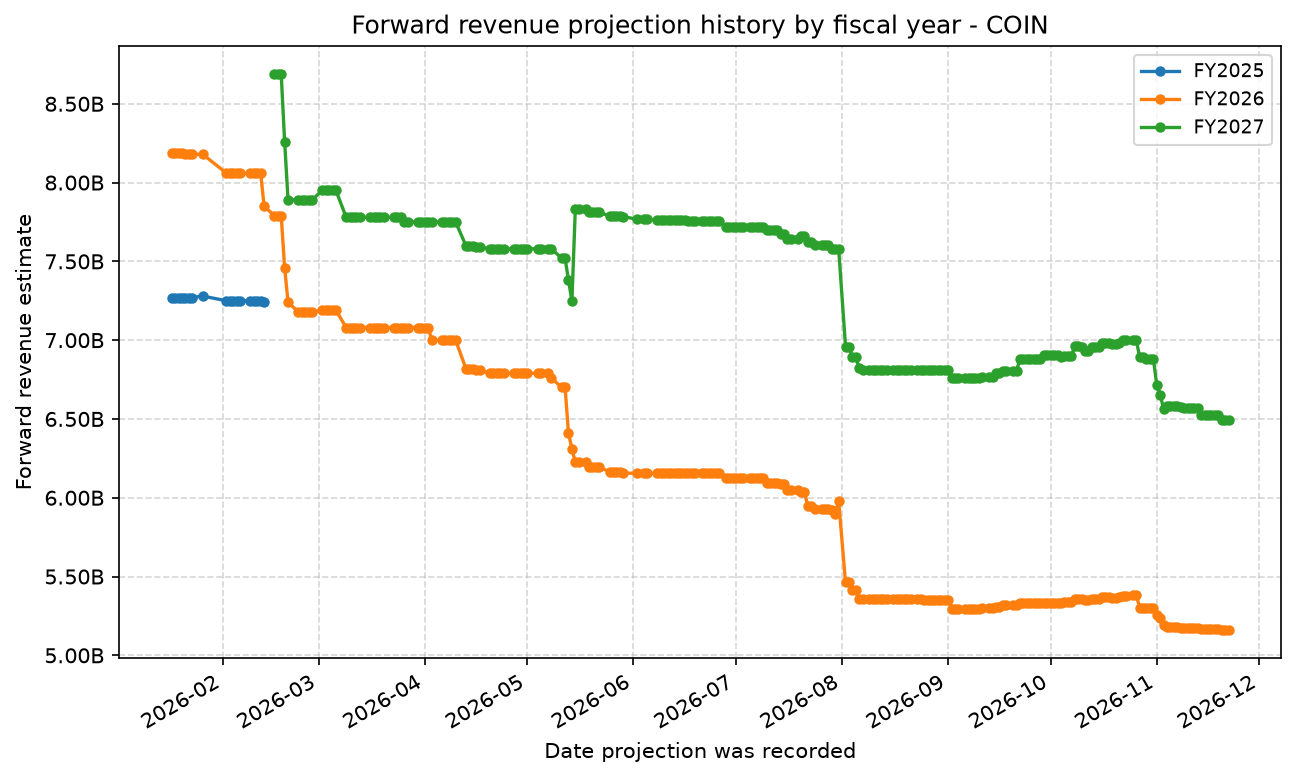 Forward revenue projection history by fiscal year - COIN
FY2025
FY2026
FY2027
Forward revenue estimate
8.50B
8.00B
7.50B
7.00B
6.50B
6.00B
5.50B
5.00B
2026-02
2026-03
2026-04
2026-05
2026-06
2026-07
2026-08
2026-09
2026-10
2026-11
2026-12
Date projection was recorded